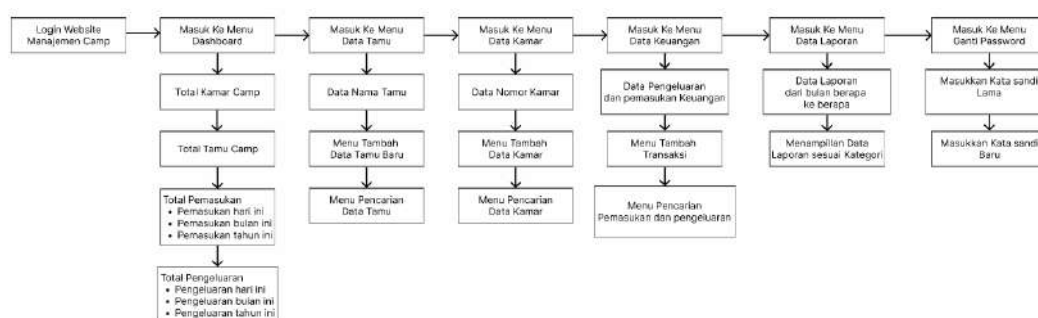 Login Website
Manajemen Camp
Masuk Ke Menu
Dashboard
Masuk Ke Menu
Data Tamu
Masuk Ke Menu
Data Kamar
Masuk Ke Menu
Data Keuangan
Masuk Ke Menu
Data Laporan
Masuk Ke Menu
Ganti Password
Total Kamar Camp
Data Nama Tamu
Data Nomor Kamar
Data Pengeluaran
dan pemasukan Keuangan
Data Laporan
dari bulan berapa
ke berapa
Masukkan Kata sandi
Lama
Total Tamu Camp
Menu Tambah
Data Tamu Baru
Menu Tambah
Data Kamar
Menu Tambah
Transaksi
Menampilan Data
Laporan sesuai Kategori
Masukkan Kata sandi
Baru
Total Pemasukan
• Pemasukan hari ini
• Pemasukan bulan ini
• Pemasukan tahun ini
Menu Pencarian
Data Tamu
Menu Pencarian
Data Kamar
Menu Pencarian
Pemasukan dan pengeluaran
Total Pengeluaran
• Pengeluaran hari ini
• Pengeluaran bulan ini
• Pengeluaran tahun ini